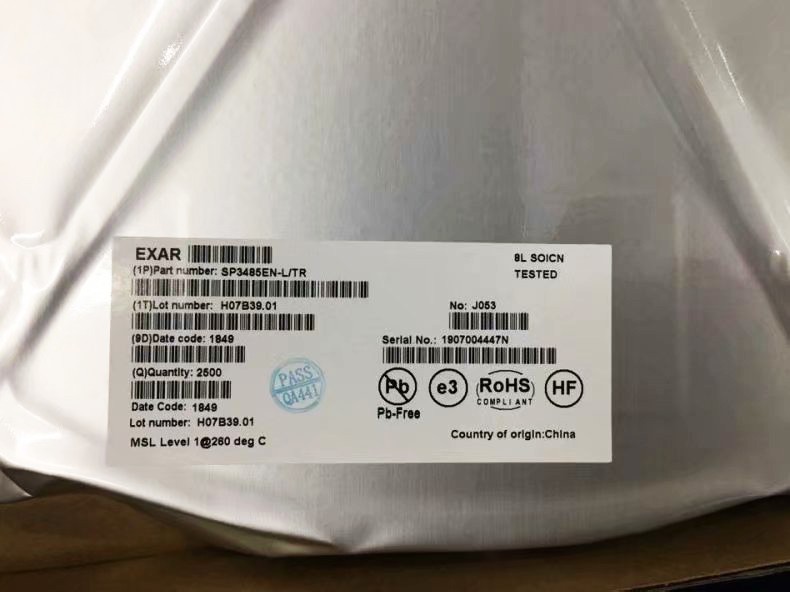 EXAR
8L SOICN
(1P)Part number: SP3485EN-L/TR
TESTED
(1T)Lot number: H07B39.01
No: J053
(9D)Date code: 1849
Serial No.: 1907004447N
(Q)Quantity: 2500
PASS
QA441
Pb
e3
RoHS
COMPLIANT
HF
Date Code: 1849
Pb-Free
Lot number: H07B39.01
MSL Level 1@260 deg C
Country of origin:China